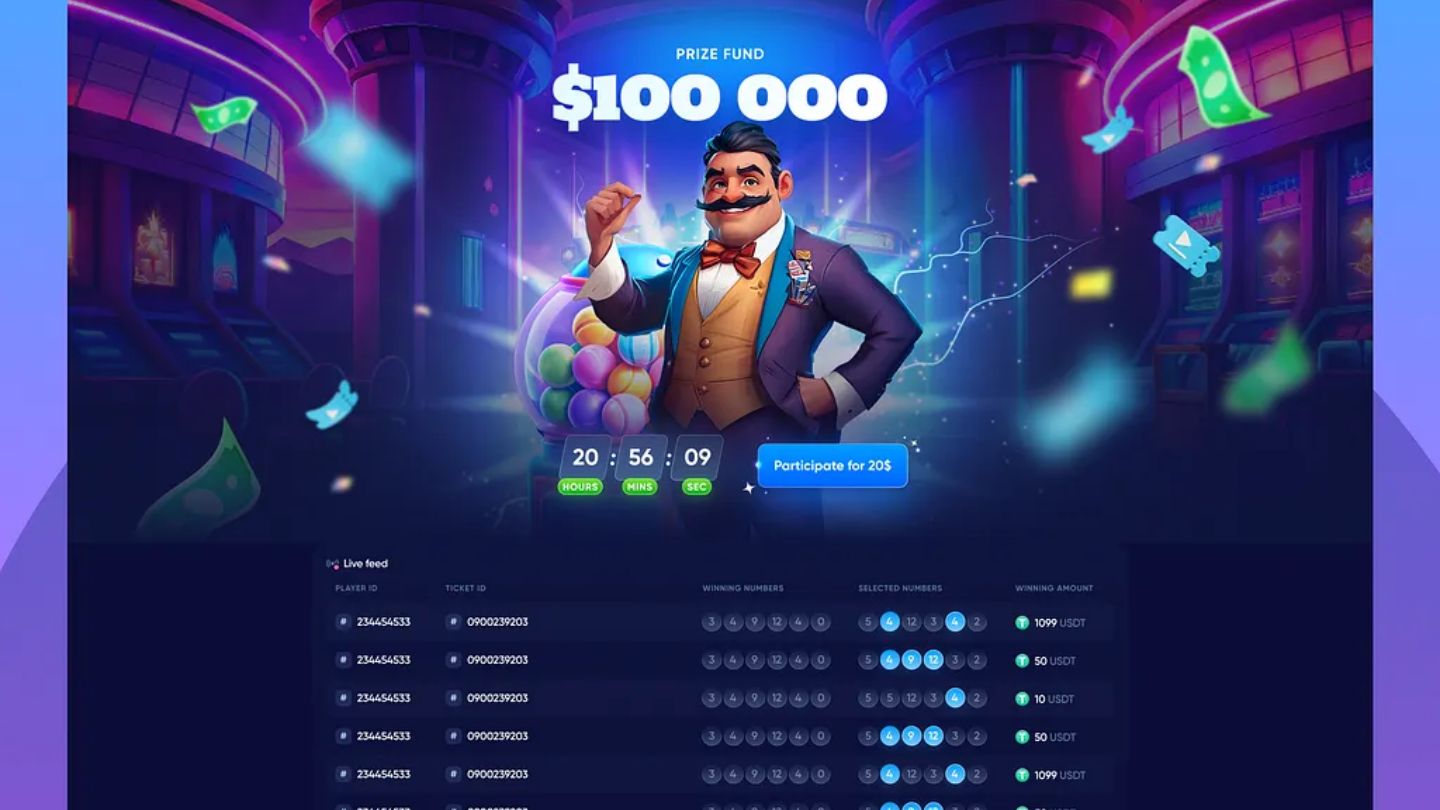 PRIZE FUND
$100 000
20 : 56 : 09
HOURS MINS SEC
Participate for 20$
Live feed
PLAYER ID TICKET ID WINNING NUMBERS SELECTED NUMBERS WINNING AMOUNT
# 234454533 # 0900239203 3 4 9 12 4 0 5 4 12 3 4 2 1099 USDT
# 234454533 # 0900239203 3 4 9 12 4 0 5 4 9 12 3 2 50 USDT
# 234454533 # 0900239203 3 4 9 12 4 0 5 5 12 3 4 2 10 USDT
# 234454533 # 0900239203 3 4 9 12 4 0 5 4 9 12 3 2 50 USDT
# 234454533 # 0900239203 3 4 9 12 4 0 5 4 12 3 4 2 1099 USDT